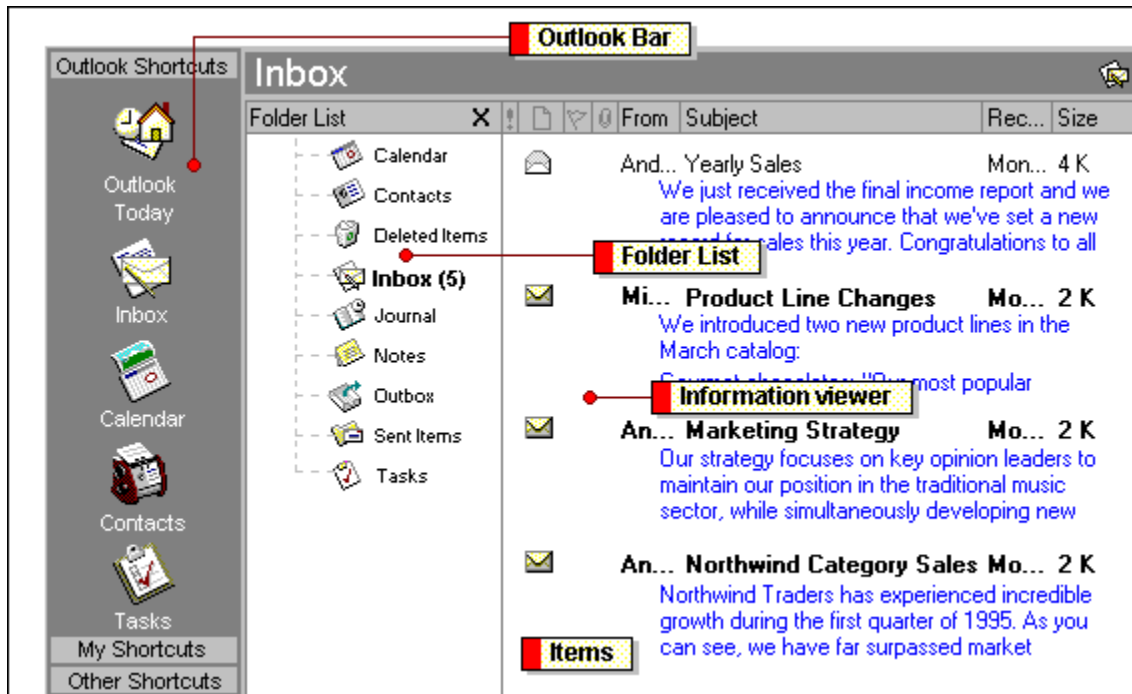 Outlook Bar
Outlook Shortcuts
Inbox
Folder List
From Subject Rec... Size
Outlook
Today
Inbox
Calendar
Contacts
Tasks
My Shortcuts
Other Shortcuts
Calendar
Contacts
Deleted Items
Inbox (5)
Journal
Notes
Outbox
Sent Items
Tasks
Folder List
And... Yearly Sales Mon... 4 K
We just received the final income report and we
are pleased to announce that we've set a new
sales this year. Congratulations to all
Mi... Product Line Changes Mo... 2 K
We introduced two new product lines in the
March catalog:
most popular
Information viewer
An... Marketing Strategy Mo... 2 K
Our strategy focuses on key opinion leaders to
maintain our position in the traditional music
sector, while simultaneously developing new
An... Northwind Category Sales Mo... 2 K
Northwind Traders has experienced incredible
growth during the first quarter of 1995. As you
can see, we have far surpassed market
Items